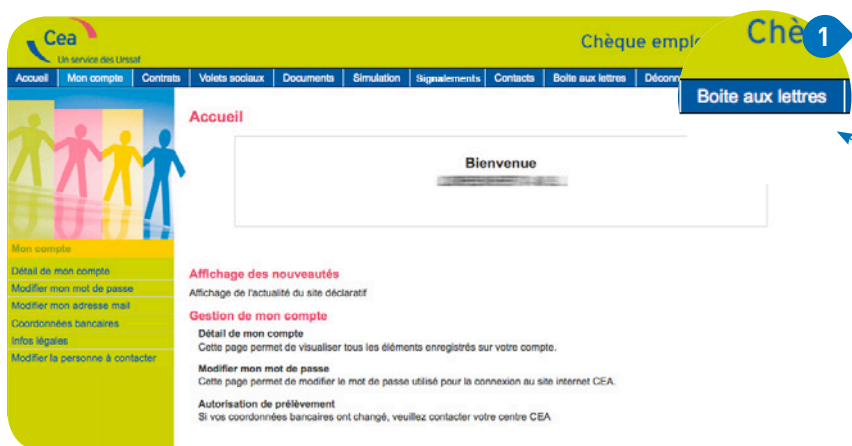 Cea
Un service des Urssaf
Chèque emplo
Chè
1
Accueil Mon compte Contrats Volets sociaux Documents Simulation Signalements Contacts Boite aux lettres Déconn
Boite aux lettres
Accueil
Bienvenue
Mon compte
Détail de mon compte
Modifier mon mot de passe
Modifier mon adresse mail
Coordonnées bancaires
Infos légales
Modifier la personne à contacter
Affichage des nouveautés
Affichage de l'actualité du site déclaratif
Gestion de mon compte
Détail de mon compte
Cette page permet de visualiser tous les éléments enregistrés sur votre compte.
Modifier mon mot de passe
Cette page permet de modifier le mot de passe utilisé pour la connexion au site internet CEA.
Autorisation de prélèvement
Si vos coordonnées bancaires ont changé, veuillez contacter votre centre CEA